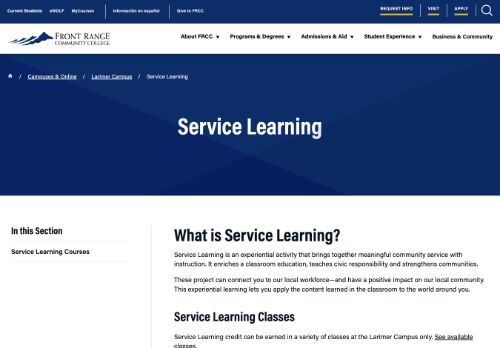 Current Students eWOLF MyCourses Información en español Give to FRCC REQUEST INFO VISIT APPLY
FRONT RANGE
COMMUNITY COLLEGE
About FRCC Programs & Degrees Admissions & Aid Student Experience Business & Community
/ Campuses & Online / Larimer Campus / Service Learning
Service Learning
In this Section
Service Learning Courses
What is Service Learning?
Service Learning is an experiential activity that brings together meaningful community service with
instruction. It enriches a classroom education, teaches civic responsibility and strengthens communities.
These project can connect you to our local workforce—and have a positive impact on our local community.
This experiential learning lets you apply the content learned in the classroom to the world around you.
Service Learning Classes
Service Learning credit can be earned in a variety of classes at the Larimer Campus only. See available
classes.